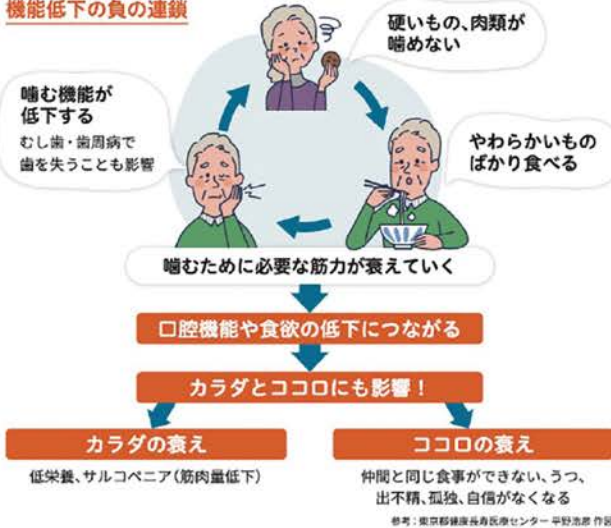 機能低下の負の連鎖
硬いもの、肉類が
噛めない
噛む機能が
低下する
むし歯・歯周病で
歯を失うことも影響
やわらかいもの
ばかり食べる
噛むために必要な筋力が衰えていく
口腔機能や食欲の低下につながる
カラダとココロにも影響！
カラダの衰え
低栄養、サルコペニア(筋肉量低下)
ココロの衰え
仲間と同じ食事ができない、うつ、
出不精、孤独、自信がなくなる
参考：東京都健康長寿医療センター 平野浩彦 作図